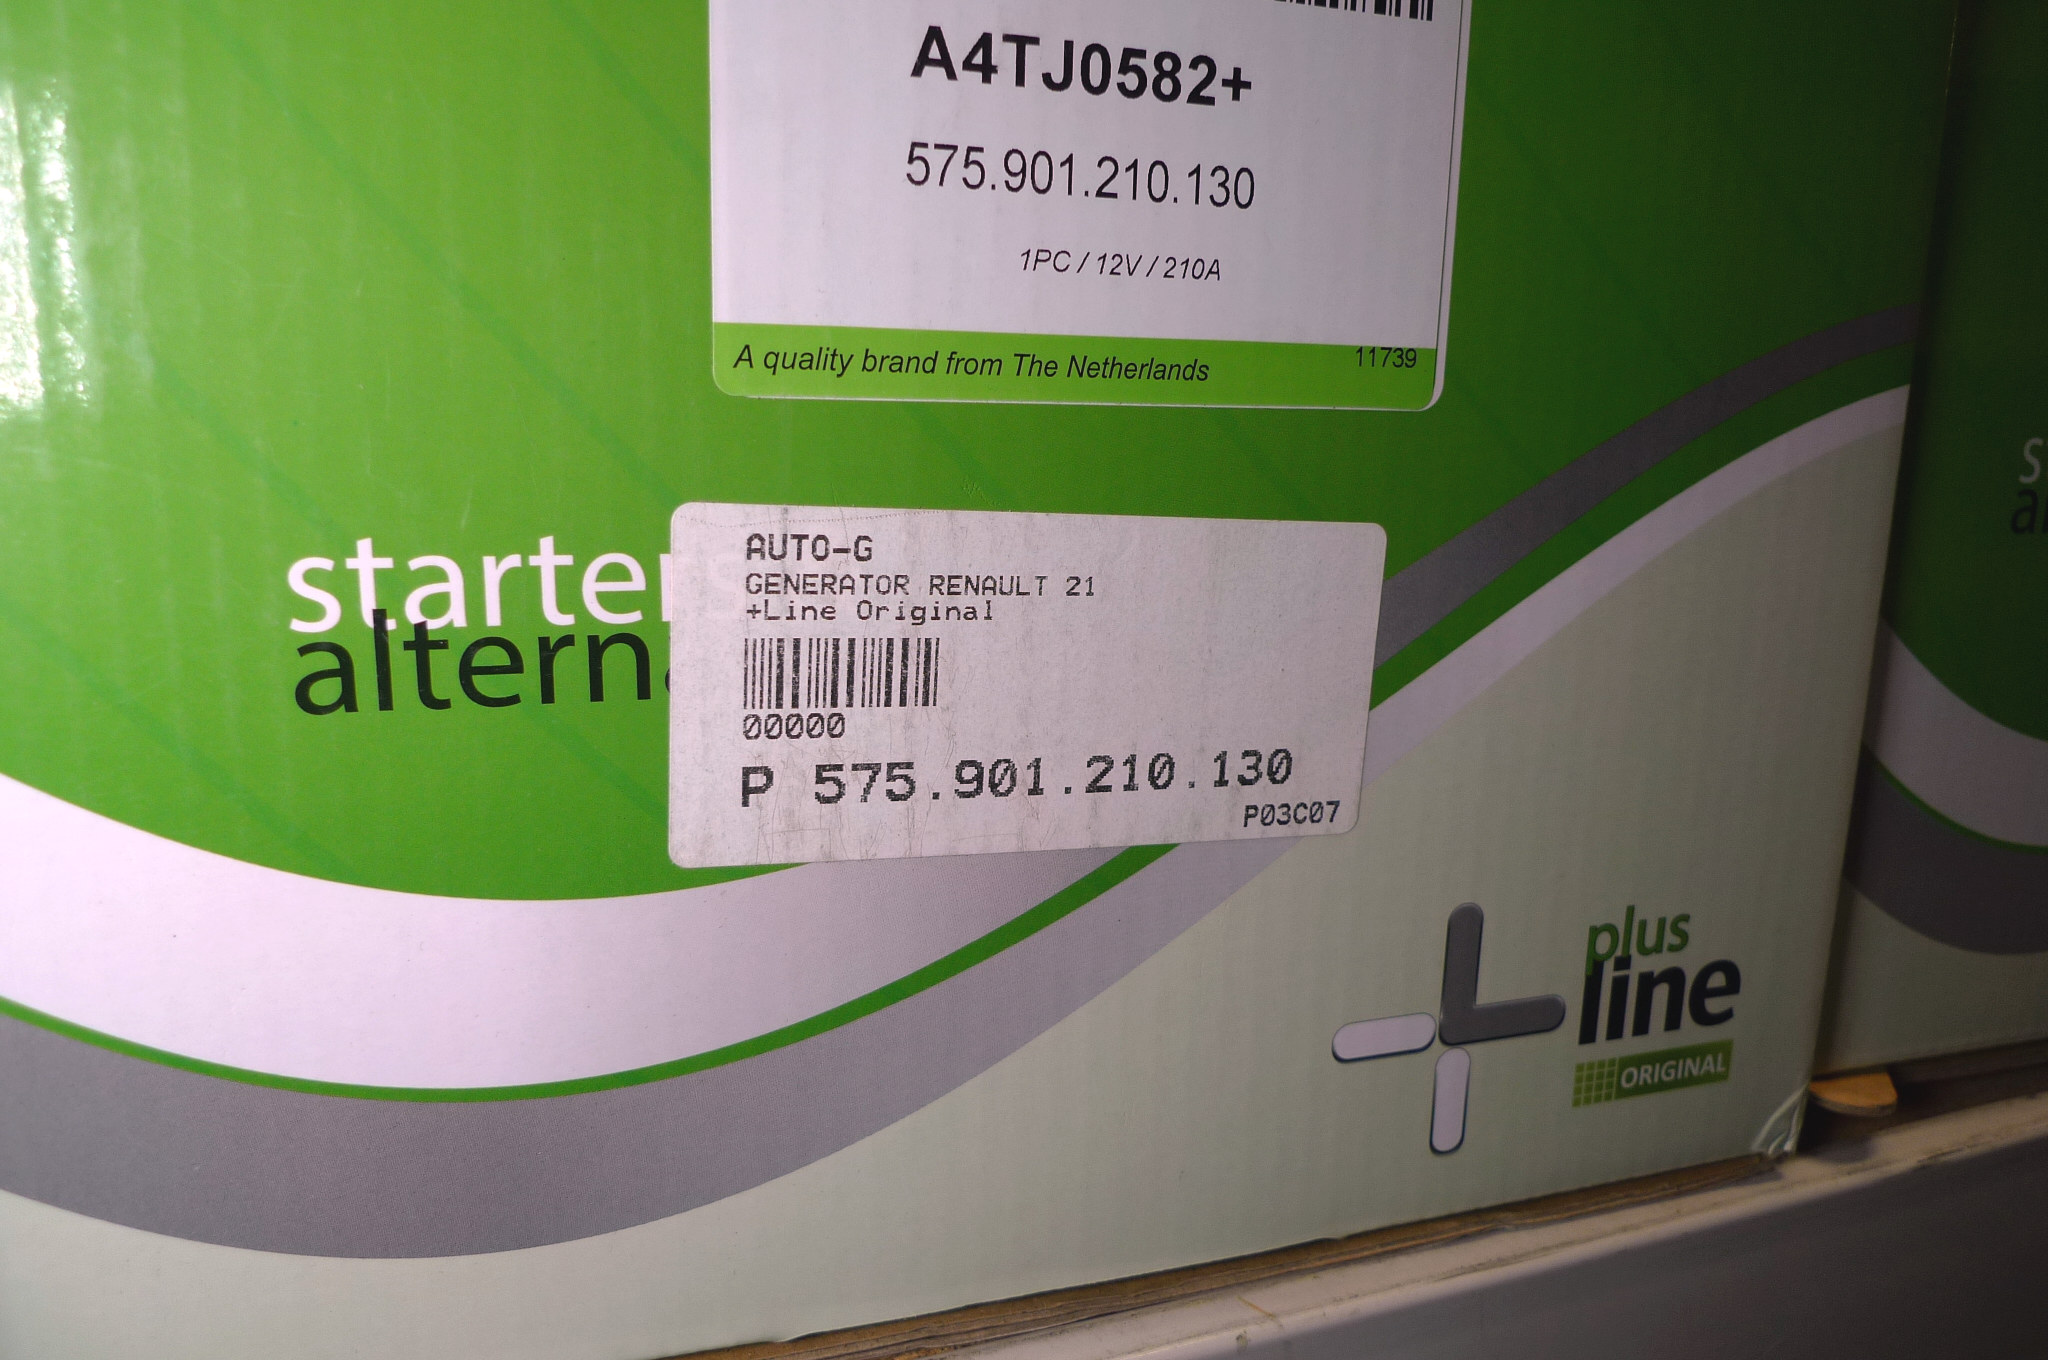 A4TJ0582+
575.901.210.130
1PC / 12V / 210A
A quality brand from The Netherlands
11739
starter
altern
AUTO-G
GENERATOR RENAULT 21
+Line Original
00000
P 575.901.210.130
P03C07
plus
line
ORIGINAL